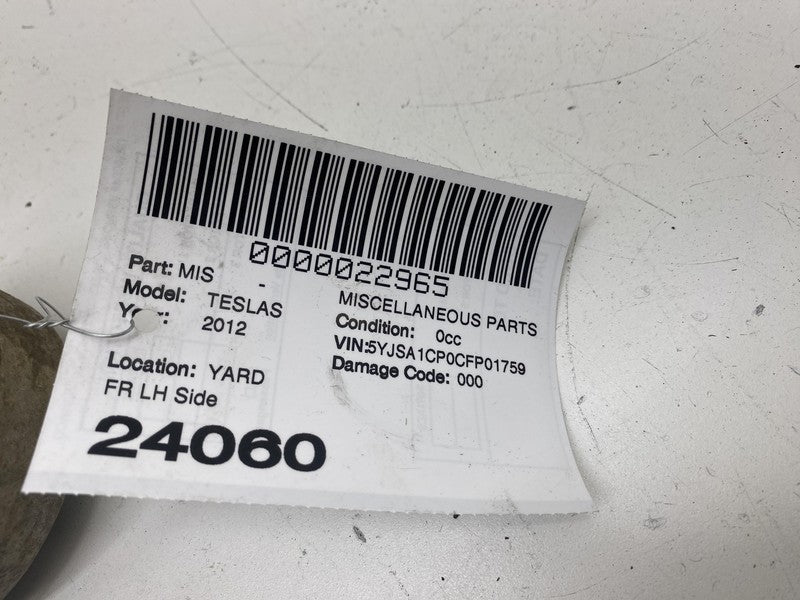 0000022965
Part: MIS -
MISCELLANEOUS PARTS
Model: TESLAS
Condition: 0cc
Year: 2012
VIN:5YJSA1CP0CFP01759
Damage Code: 000
Location: YARD
FR LH Side
24060